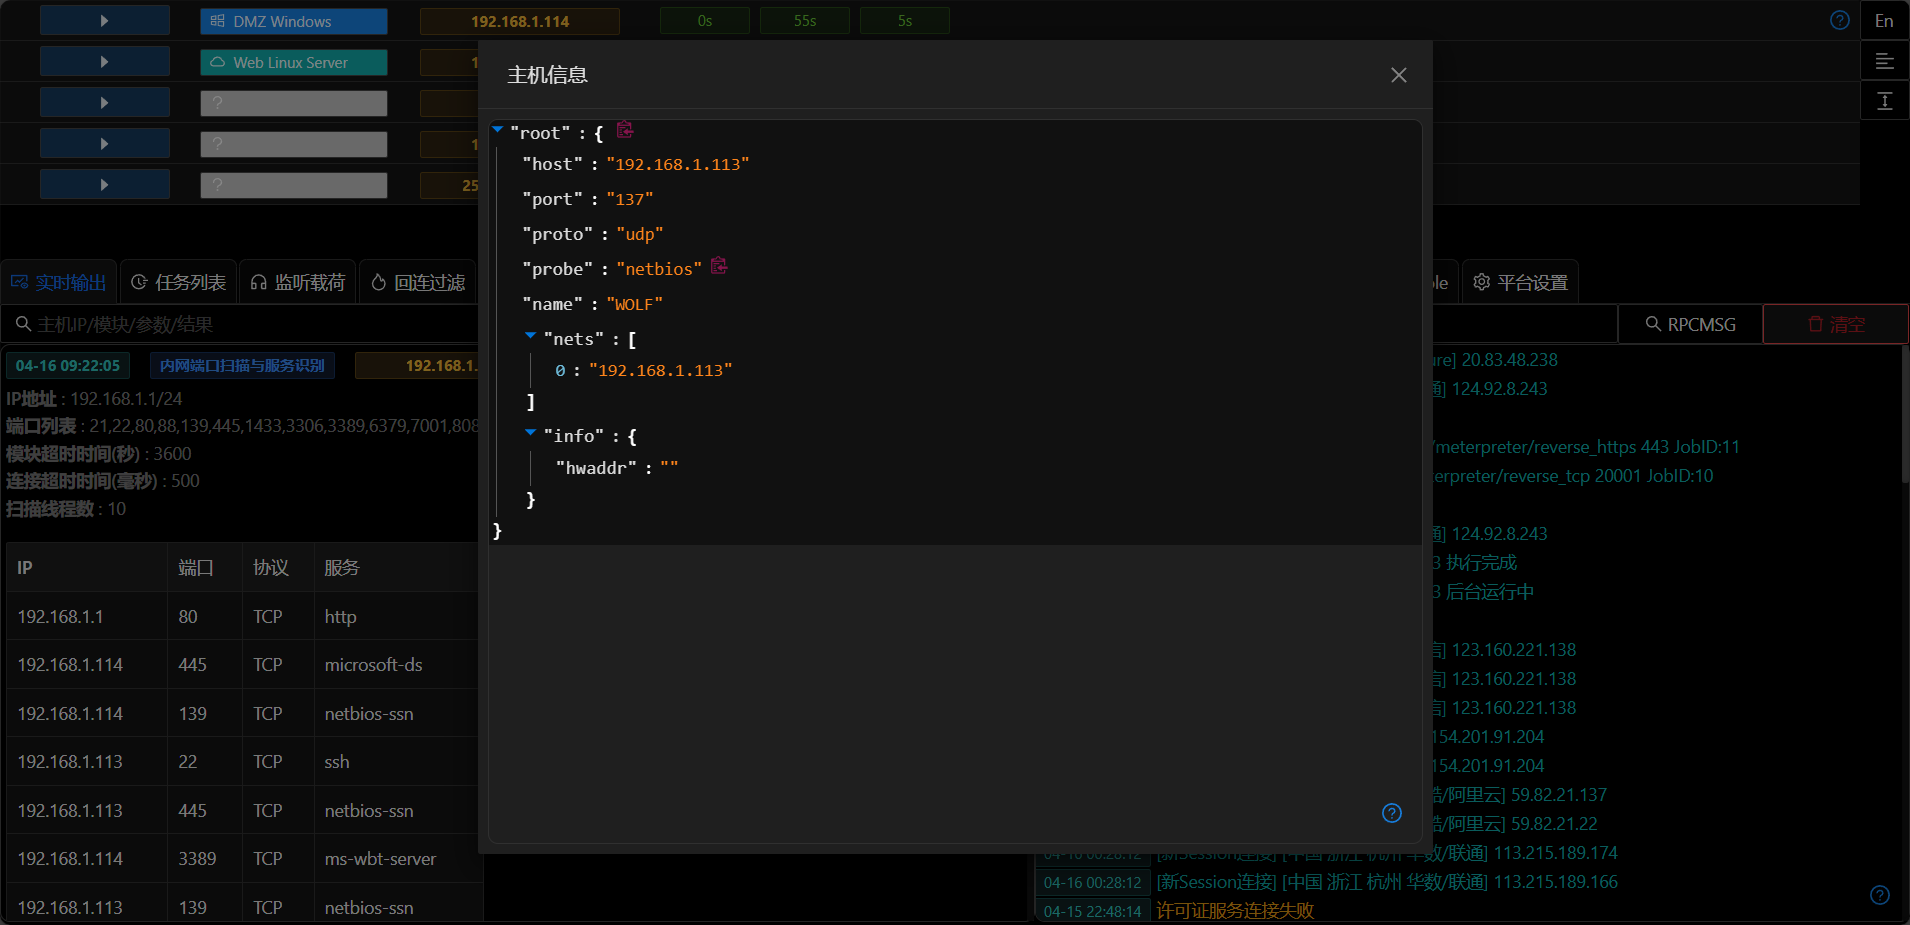 DMZ Windows 192.168.1.114 0s 55s 5s En
Web Linux Server 1
?
? 1
? 25
主机信息
"root" : {
"host" : "192.168.1.113"
"port" : "137"
"proto" : "udp"
"probe" : "netbios"
"name" : "WOLF"
"nets" : [
0 : "192.168.1.113"
]
"info" : {
"hwaddr" : ""
}
}
实时输出 任务列表 监听载荷 回连过滤 ole 平台设置
主机IP/模块/参数/结果 RPCMSG 清空
04-16 09:22:05 内网端口扫描与服务识别 192.168.1.
IP地址 : 192.168.1.1/24
端口列表 : 21,22,80,88,139,445,1433,3306,3389,6379,7001,808
模块超时时间(秒) : 3600
连接超时时间(毫秒) : 500
扫描线程数 : 10
IP 端口 协议 服务
192.168.1.1 80 TCP http
192.168.1.114 445 TCP microsoft-ds
192.168.1.114 139 TCP netbios-ssn
192.168.1.113 22 TCP ssh
192.168.1.113 445 TCP netbios-ssn
192.168.1.114 3389 TCP ms-wbt-server
192.168.1.113 139 TCP netbios-ssn
ure] 20.83.48.238
通] 124.92.8.243
/meterpreter/reverse_https 443 JobID:11
terpreter/reverse_tcp 20001 JobID:10
通] 124.92.8.243
3 执行完成
3 后台运行中
信] 123.160.221.138
信] 123.160.221.138
信] 123.160.221.138
154.201.91.204
154.201.91.204
酷/阿里云] 59.82.21.137
酷/阿里云] 59.82.21.22
04-16 00:28:12 [新Session连接] [中国 浙江 杭州 华数/联通] 113.215.189.174
04-16 00:28:12 [新Session连接] [中国 浙江 杭州 华数/联通] 113.215.189.166
04-15 22:48:14 许可证服务连接失败